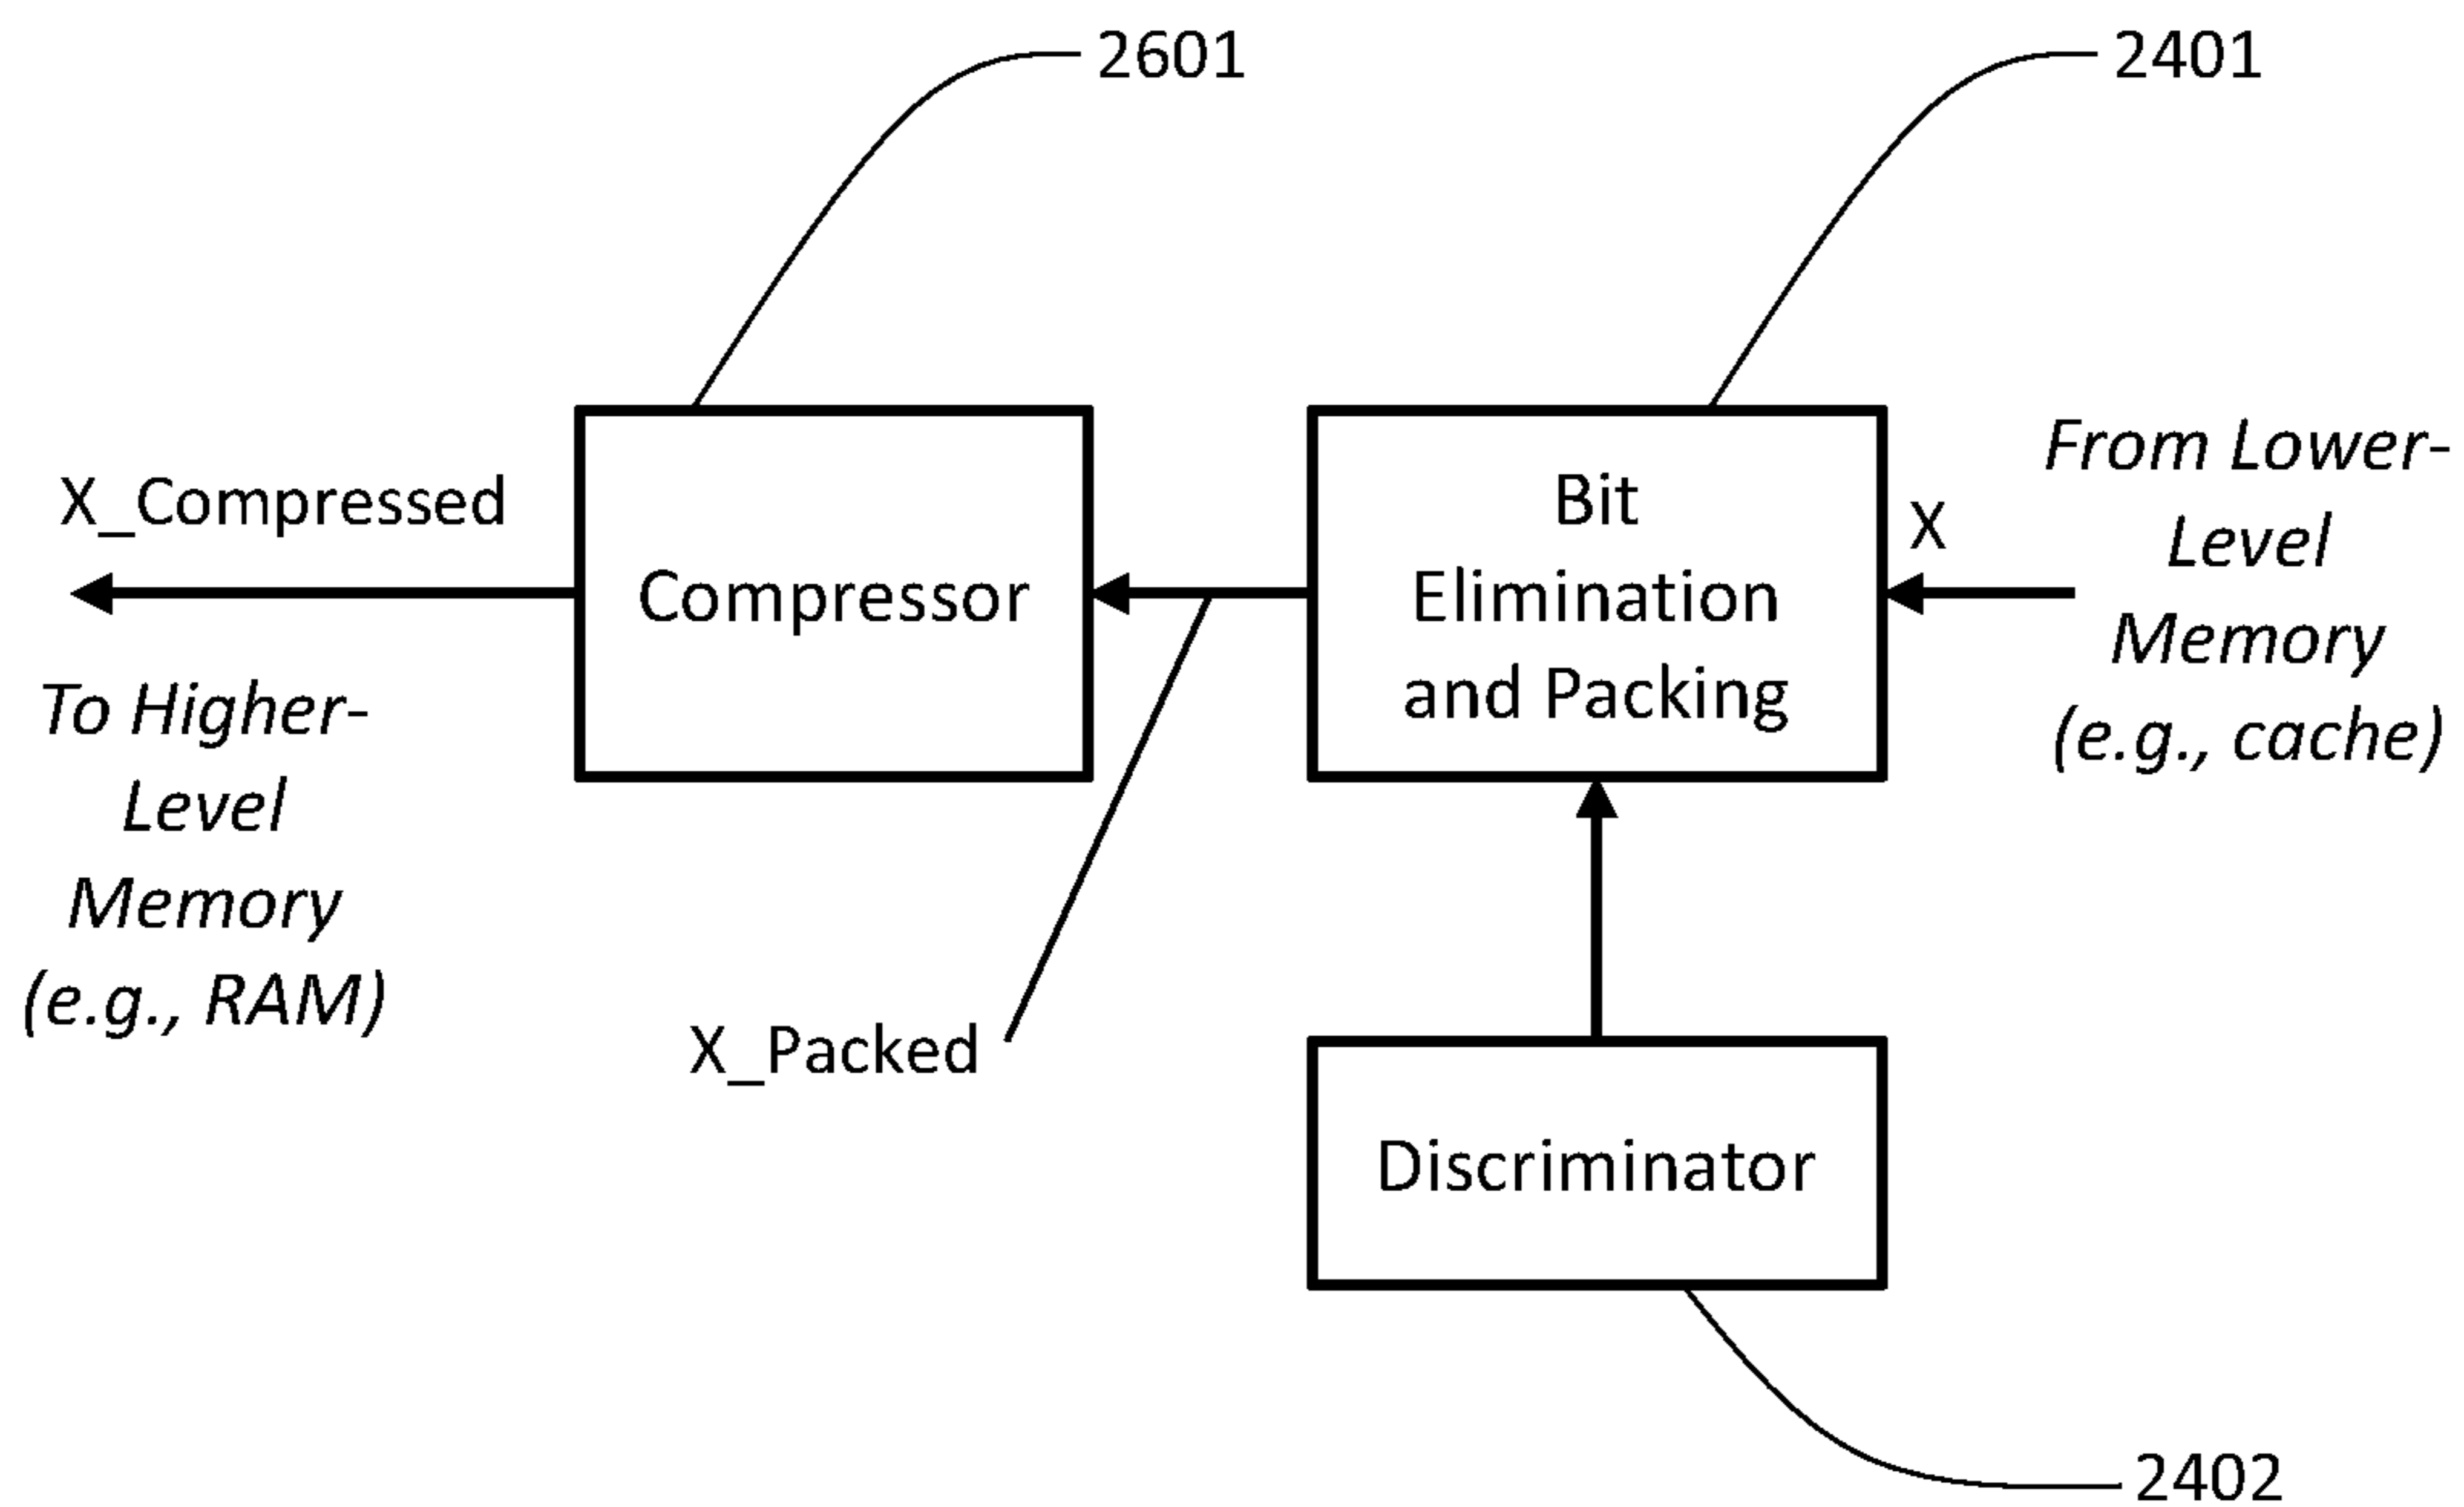 2601
2401
X_Compressed
To Higher-
Level
Memory
(e.g., RAM)
Compressor
X_Packed
Bit
Elimination
and Packing
X
From Lower-
Level
Memory
(e.g., cache)
Discriminator
2402